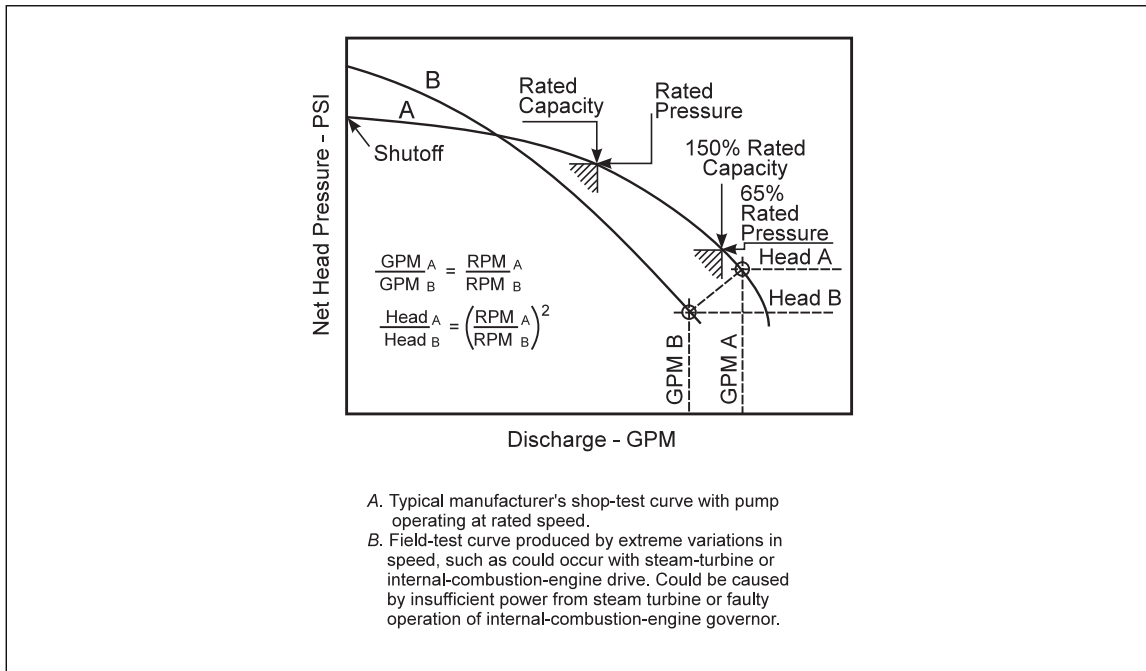 B
A
Shutoff
Rated
Capacity
Rated
Pressure
150% Rated
Capacity
65%
Rated
Pressure
Head A
Head B
GPM A / GPM B = RPM A / RPM B
Head A / Head B = (RPM A / RPM B)²
GPM B
GPM A
Net Head Pressure - PSI
Discharge - GPM
A. Typical manufacturer's shop-test curve with pump
operating at rated speed.
B. Field-test curve produced by extreme variations in
speed, such as could occur with steam-turbine or
internal-combustion-engine drive. Could be caused
by insufficient power from steam turbine or faulty
operation of internal-combustion-engine governor.